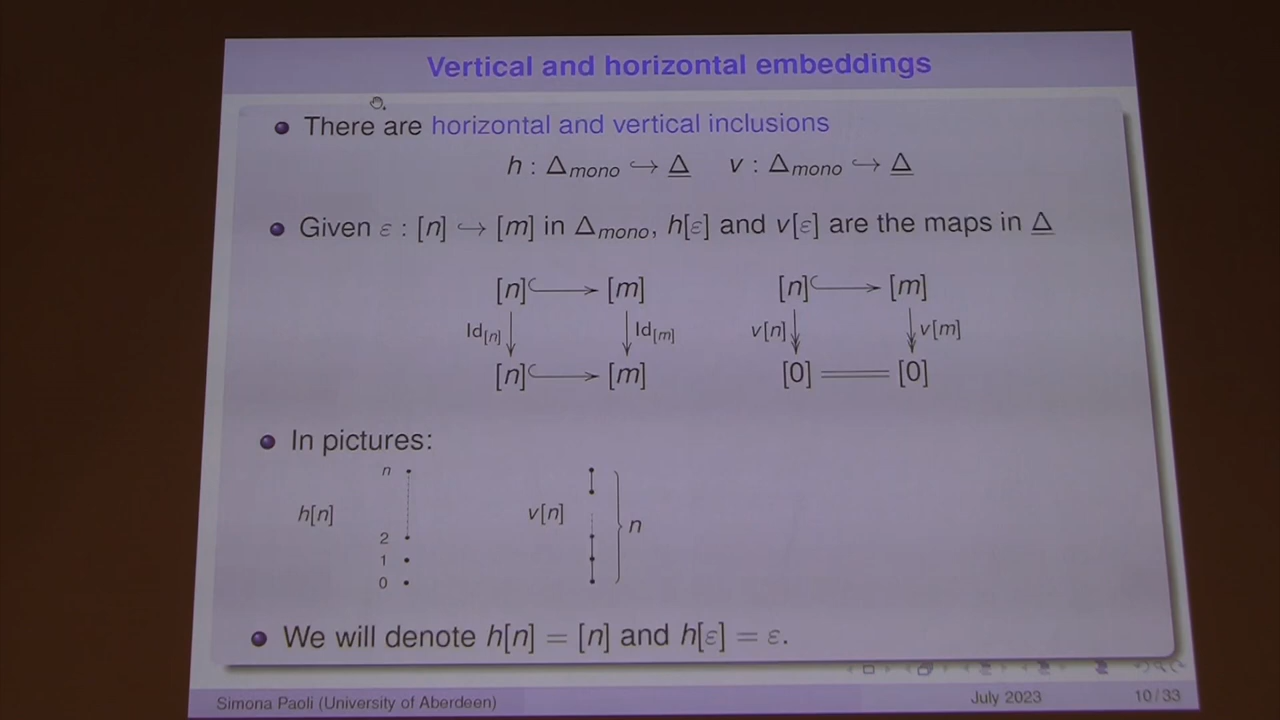 Vertical and horizontal embeddings
There are horizontal and vertical inclusions
h : Δmono ↪ Δ̲ v : Δmono ↪ Δ̲
Given ε : [n] ↪ [m] in Δmono, h[ε] and v[ε] are the maps in Δ̲
[n] ↪ [m] [n] ↪ [m]
Id[n] Id[m] v[n] v[m]
[n] ↪ [m] [0] = [0]
In pictures:
n
h[n] v[n] n
2
1
0
We will denote h[n] = [n] and h[ε] = ε.
Simona Paoli (University of Aberdeen) July 2023 10 / 33